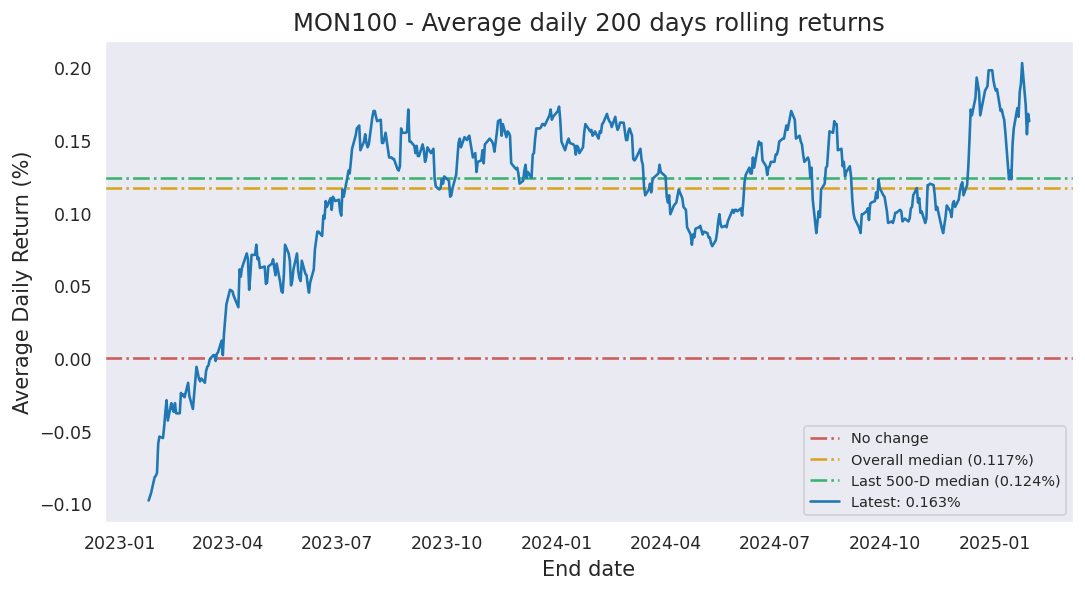 MON100 - Average daily 200 days rolling returns
Average Daily Return (%)
0.20
0.15
0.10
0.05
0.00
−0.05
−0.10
No change
Overall median (0.117%)
Last 500-D median (0.124%)
Latest: 0.163%
2023-01 2023-04 2023-07 2023-10 2024-01 2024-04 2024-07 2024-10 2025-01
End date